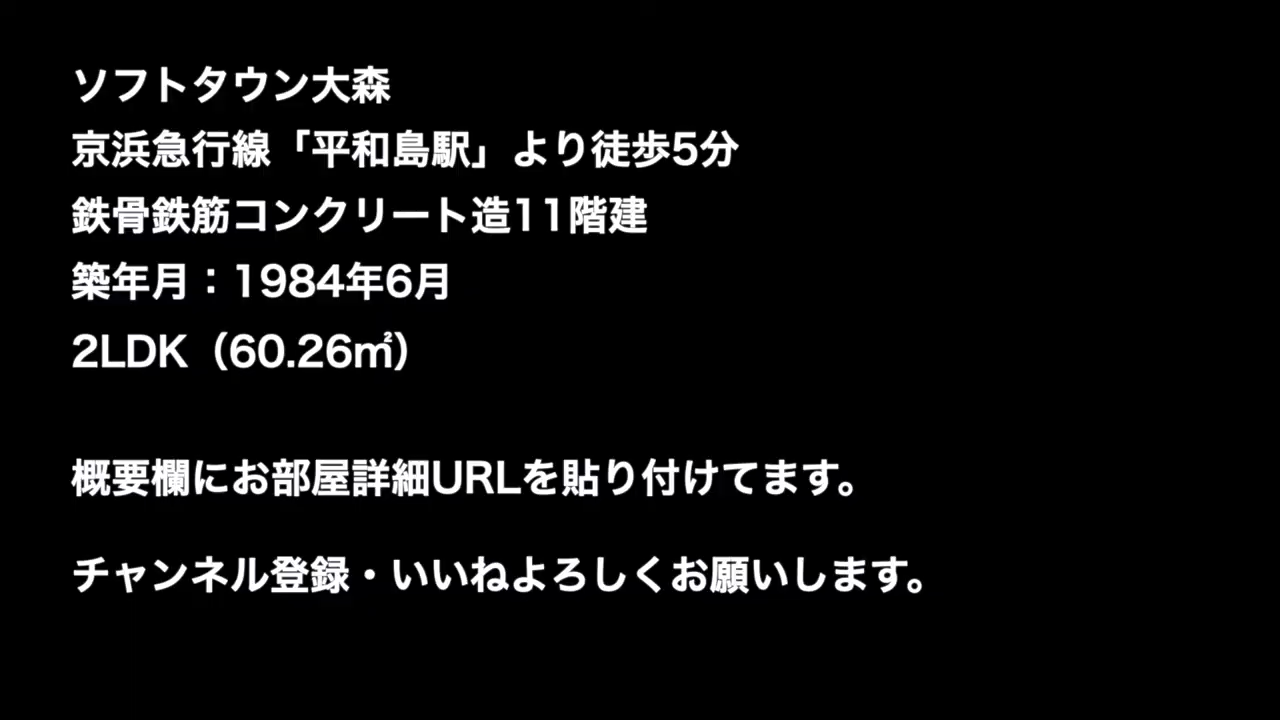 ソフトタウン大森
京浜急行線「平和島駅」より徒歩5分
鉄骨鉄筋コンクリート造11階建
築年月：1984年6月
2LDK（60.26㎡）
概要欄にお部屋詳細URLを貼り付けてます。
チャンネル登録・いいねよろしくお願いします。